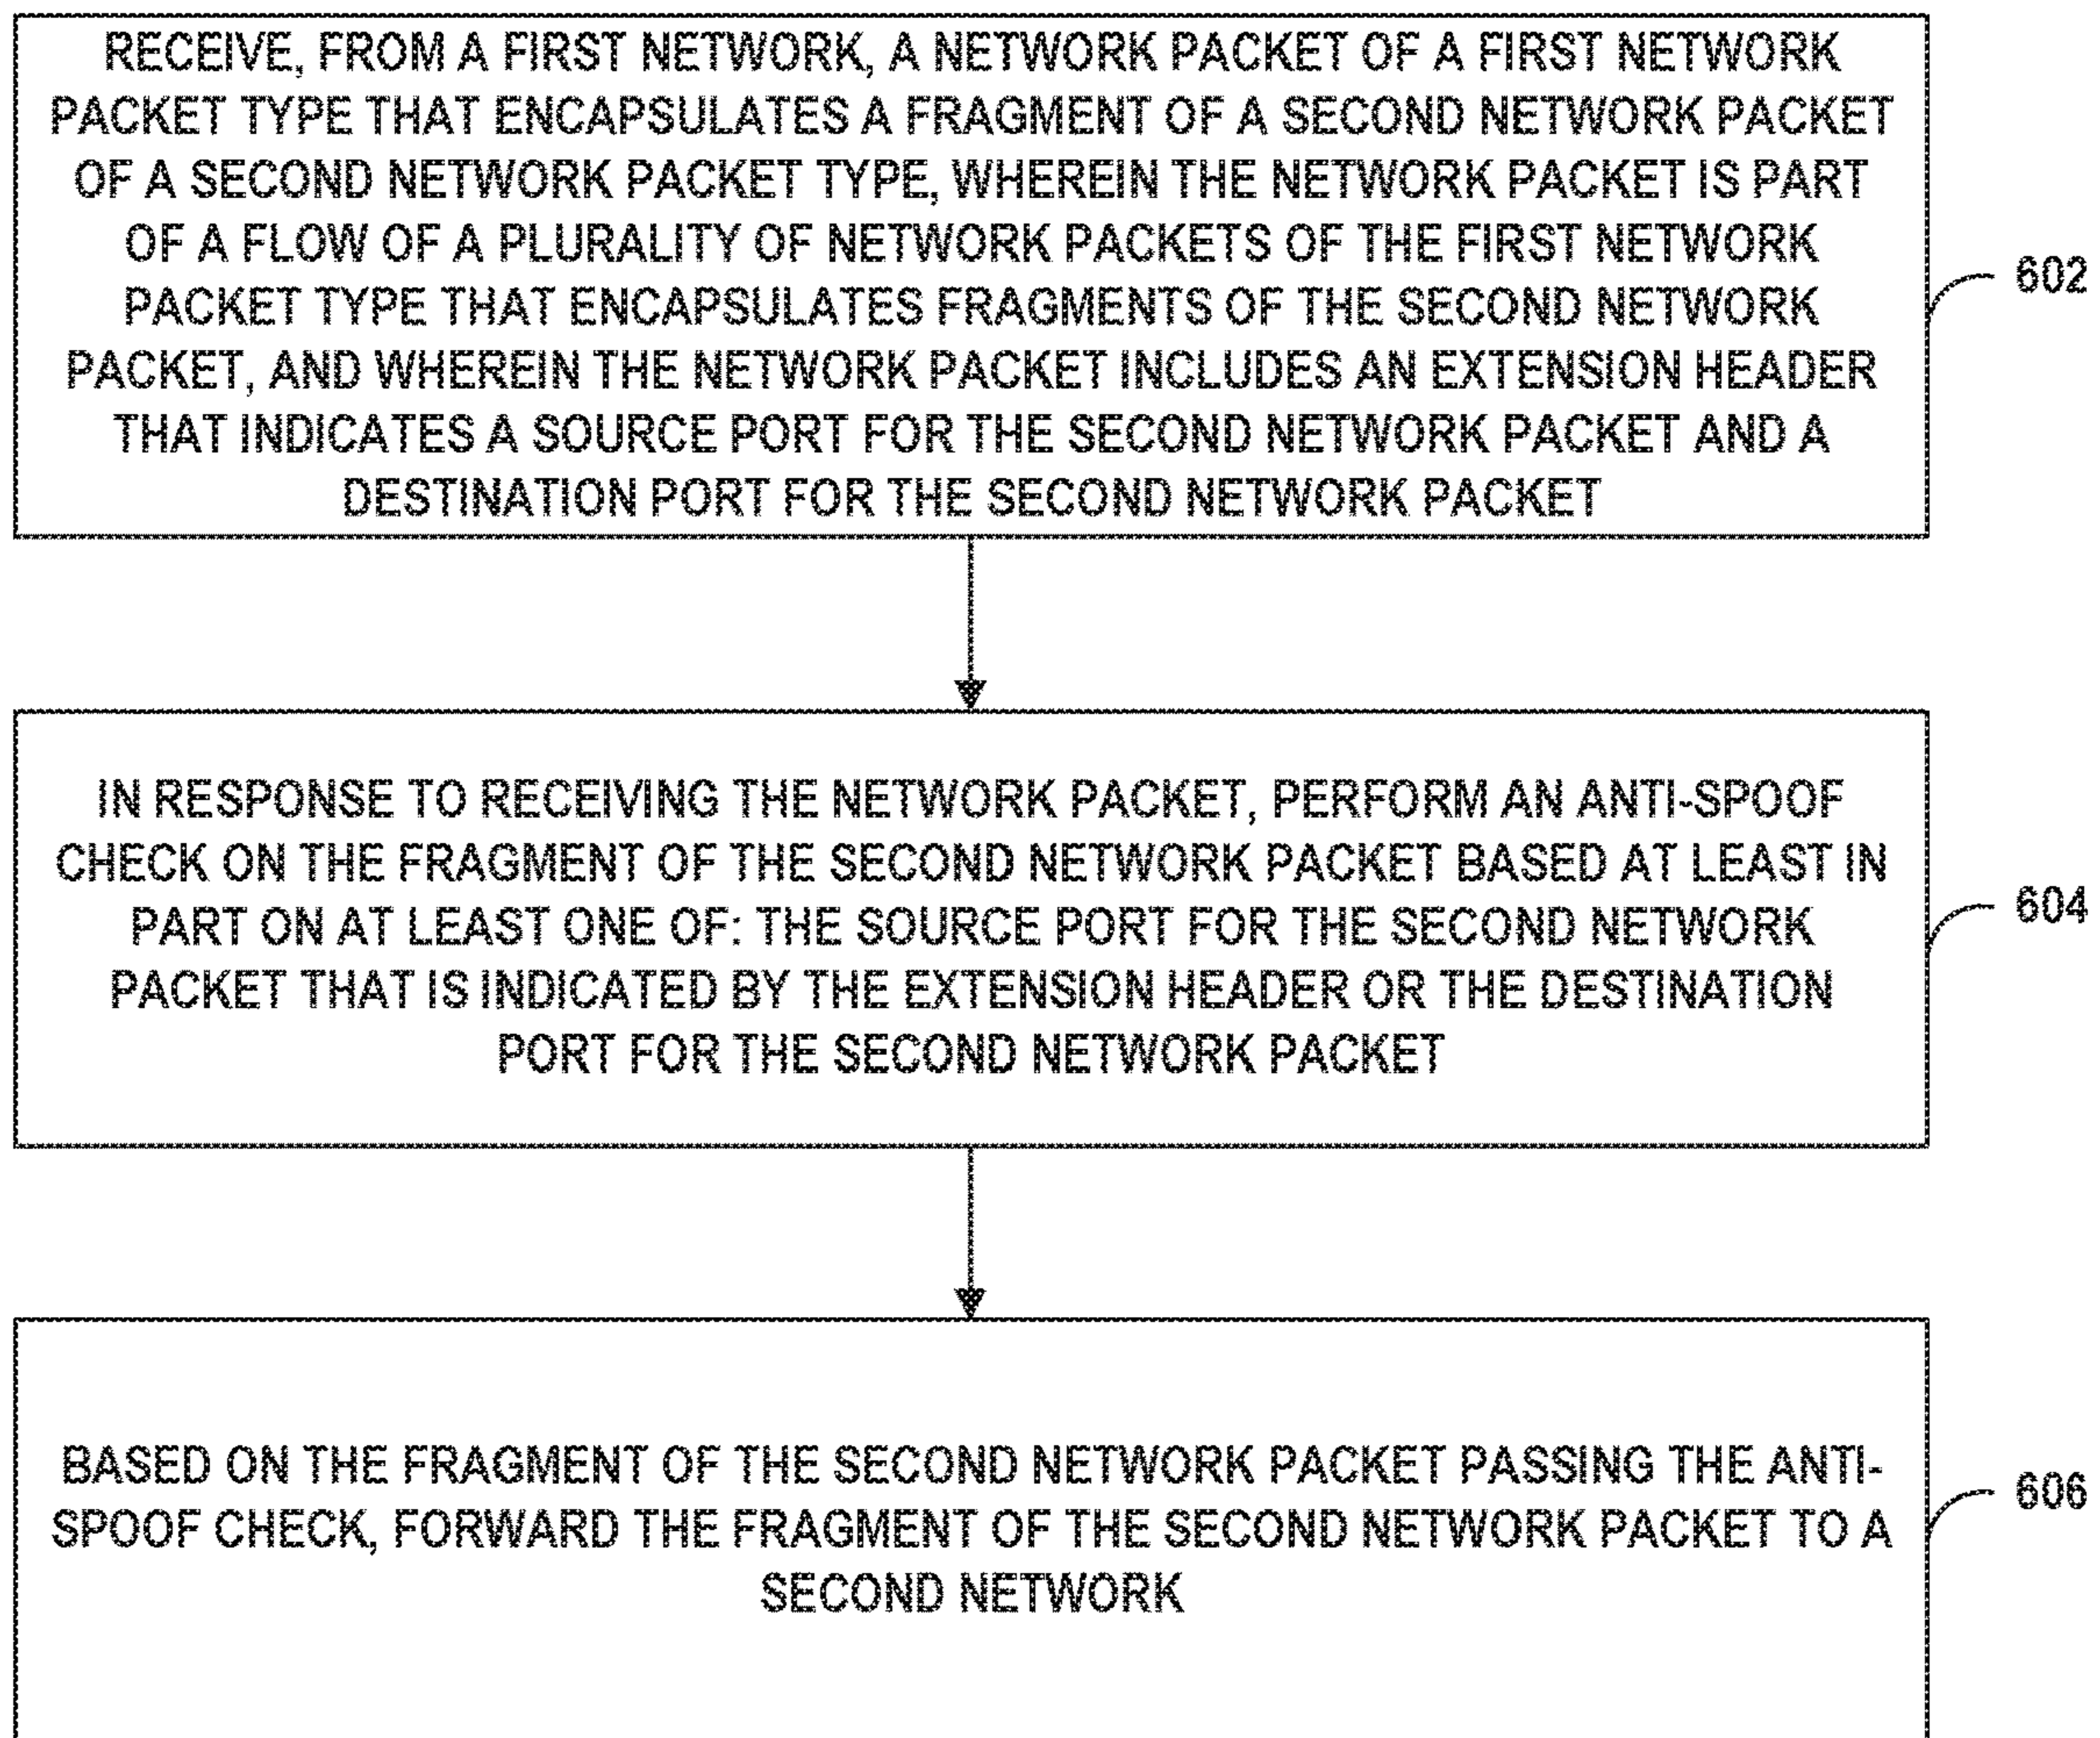 RECEIVE, FROM A FIRST NETWORK, A NETWORK PACKET OF A FIRST NETWORK
PACKET TYPE THAT ENCAPSULATES A FRAGMENT OF A SECOND NETWORK PACKET
OF A SECOND NETWORK PACKET TYPE, WHEREIN THE NETWORK PACKET IS PART
OF A FLOW OF A PLURALITY OF NETWORK PACKETS OF THE FIRST NETWORK
PACKET TYPE THAT ENCAPSULATES FRAGMENTS OF THE SECOND NETWORK
PACKET, AND WHEREIN THE NETWORK PACKET INCLUDES AN EXTENSION HEADER
THAT INDICATES A SOURCE PORT FOR THE SECOND NETWORK PACKET AND A
DESTINATION PORT FOR THE SECOND NETWORK PACKET
602
IN RESPONSE TO RECEIVING THE NETWORK PACKET, PERFORM AN ANTI-SPOOF
CHECK ON THE FRAGMENT OF THE SECOND NETWORK PACKET BASED AT LEAST IN
PART ON AT LEAST ONE OF: THE SOURCE PORT FOR THE SECOND NETWORK
PACKET THAT IS INDICATED BY THE EXTENSION HEADER OR THE DESTINATION
PORT FOR THE SECOND NETWORK PACKET
604
BASED ON THE FRAGMENT OF THE SECOND NETWORK PACKET PASSING THE ANTI-
SPOOF CHECK, FORWARD THE FRAGMENT OF THE SECOND NETWORK PACKET TO A
SECOND NETWORK
606